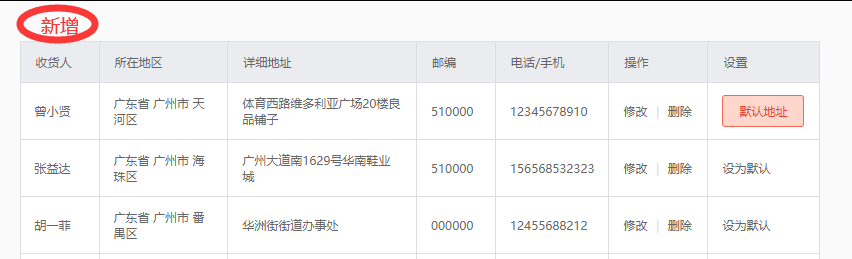 新增
收货人 所在地区 详细地址 邮编 电话/手机 操作 设置
曾小贤 广东省 广州市 天河区 体育西路维多利亚广场20楼良品铺子 510000 12345678910 修改 | 删除 默认地址
张益达 广东省 广州市 海珠区 广州大道南1629号华南鞋业城 510000 156568532323 修改 | 删除 设为默认
胡一菲 广东省 广州市 番禺区 华洲街街道办事处 000000 12455688212 修改 | 删除 设为默认